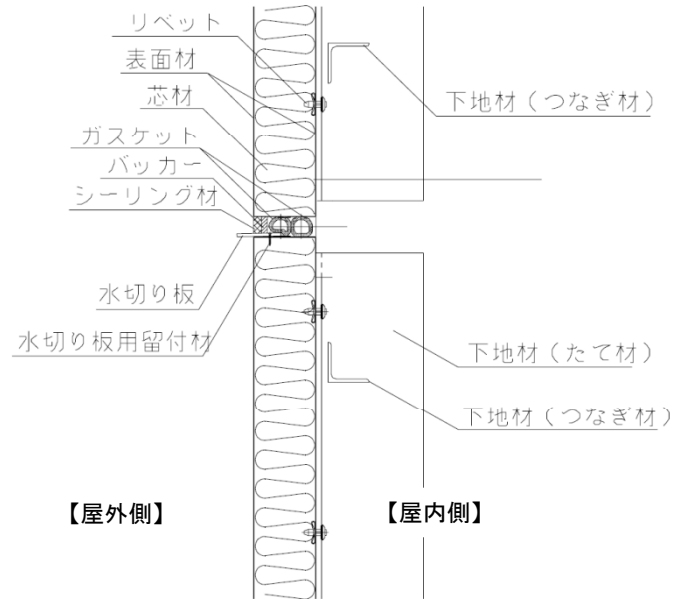 リベット
表面材
芯材
ガスケット
バッカー
シーリング材
水切り板
水切り板用留付材
下地材（つなぎ材）
下地材（たて材）
下地材（つなぎ材）
【屋外側】
【屋内側】